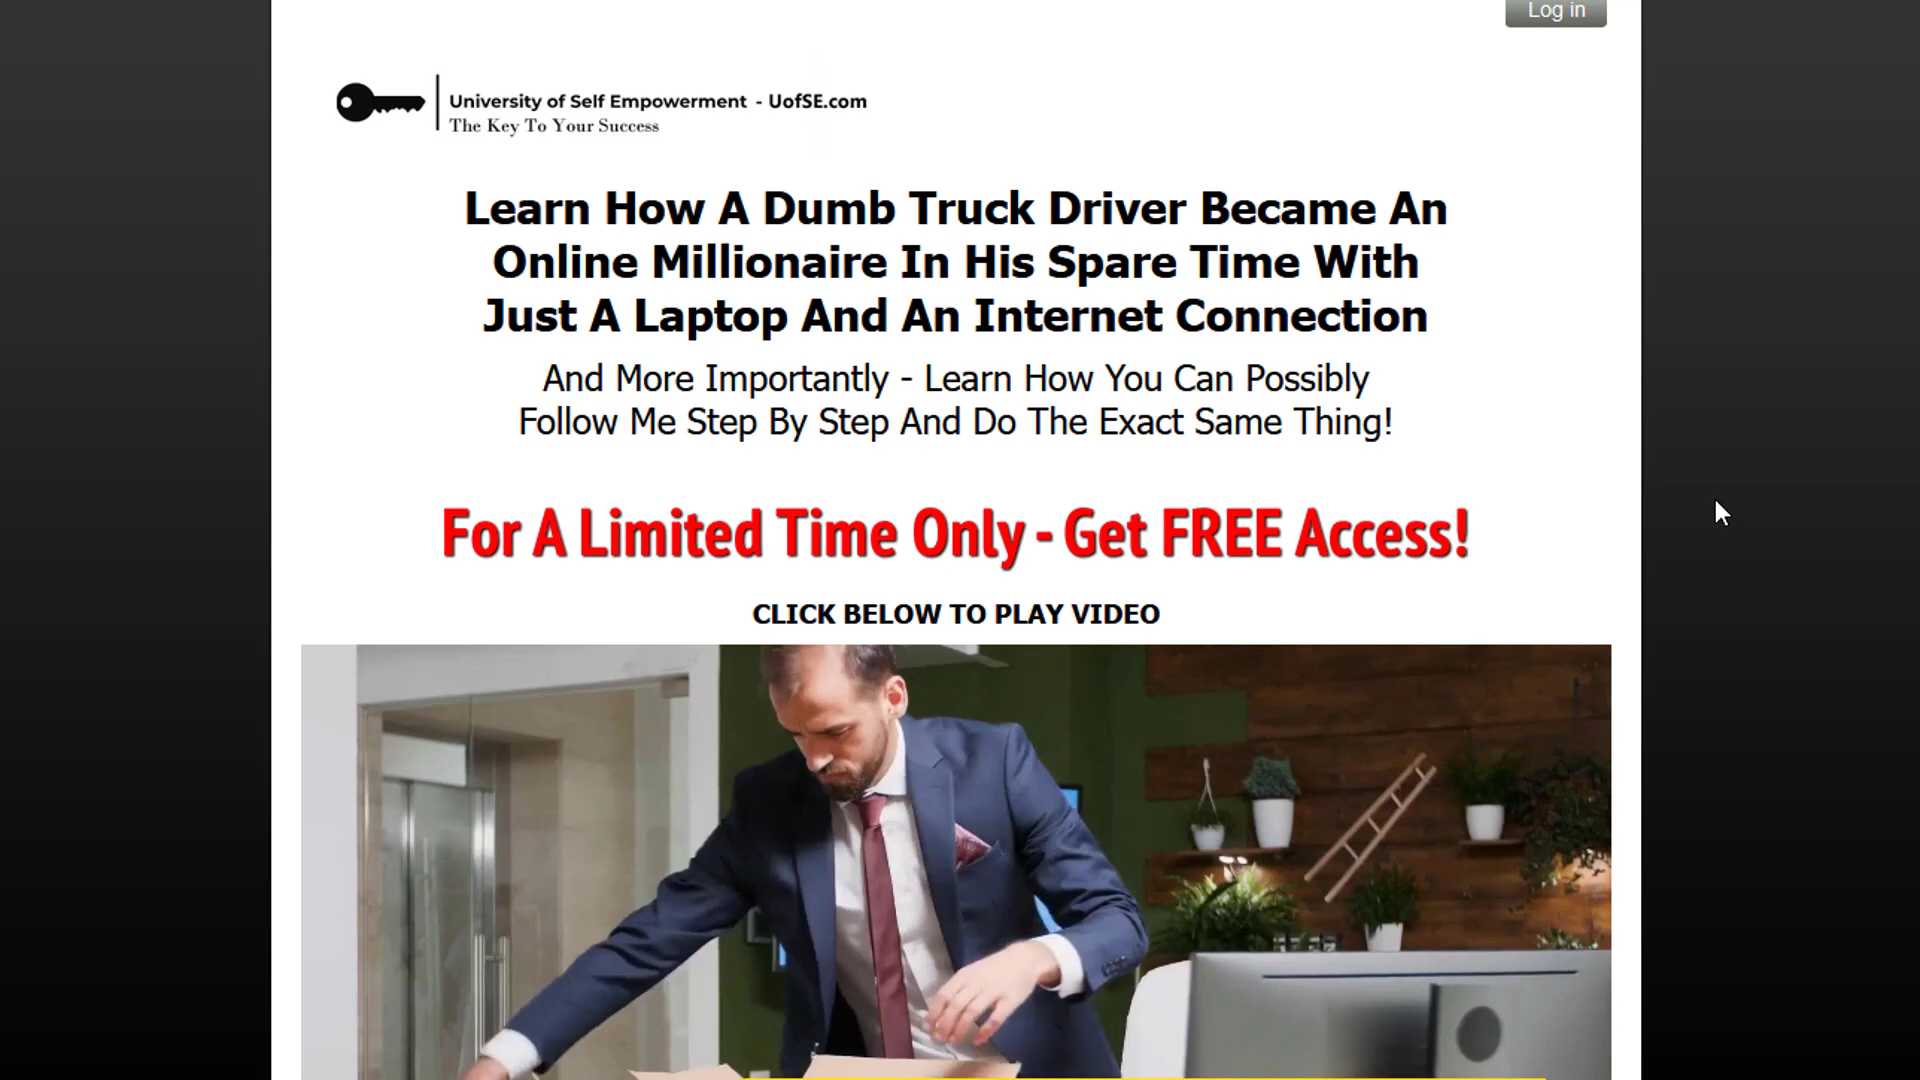 Log in
University of Self Empowerment - UofSE.com
The Key To Your Success
Learn How A Dumb Truck Driver Became An
Online Millionaire In His Spare Time With
Just A Laptop And An Internet Connection
And More Importantly - Learn How You Can Possibly
Follow Me Step By Step And Do The Exact Same Thing!
For A Limited Time Only - Get FREE Access!
CLICK BELOW TO PLAY VIDEO